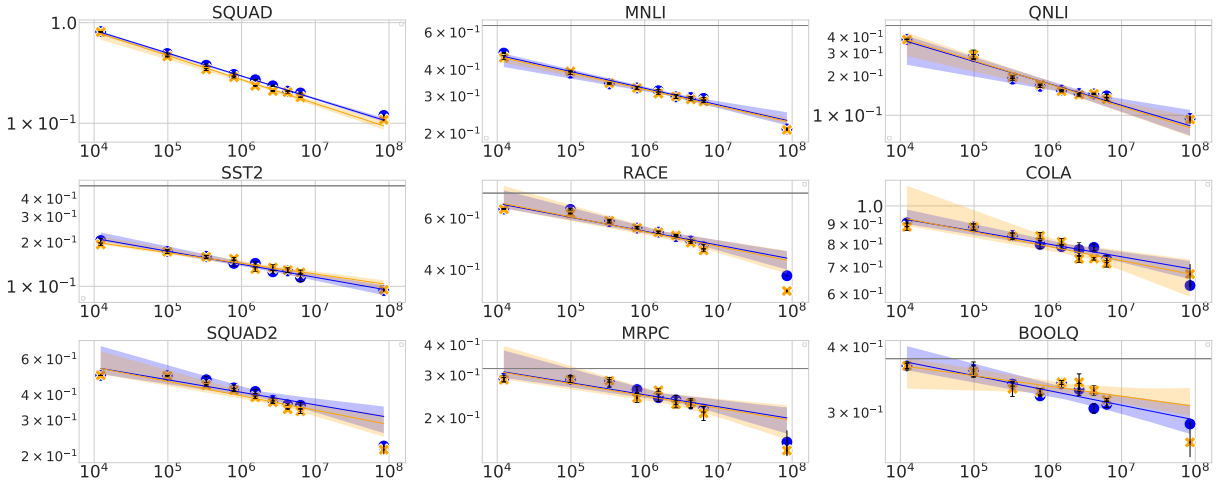 SQUAD
1.0
1 × 10⁻¹
10⁴ 10⁵ 10⁶ 10⁷ 10⁸
MNLI
6 × 10⁻¹
4 × 10⁻¹
3 × 10⁻¹
2 × 10⁻¹
10⁴ 10⁵ 10⁶ 10⁷ 10⁸
QNLI
4 × 10⁻¹
3 × 10⁻¹
2 × 10⁻¹
1 × 10⁻¹
10⁴ 10⁵ 10⁶ 10⁷ 10⁸
SST2
4 × 10⁻¹
3 × 10⁻¹
2 × 10⁻¹
1 × 10⁻¹
10⁴ 10⁵ 10⁶ 10⁷ 10⁸
RACE
6 × 10⁻¹
4 × 10⁻¹
10⁴ 10⁵ 10⁶ 10⁷ 10⁸
COLA
1.0
9 × 10⁻¹
8 × 10⁻¹
7 × 10⁻¹
6 × 10⁻¹
10⁴ 10⁵ 10⁶ 10⁷ 10⁸
SQUAD2
6 × 10⁻¹
4 × 10⁻¹
3 × 10⁻¹
2 × 10⁻¹
10⁴ 10⁵ 10⁶ 10⁷ 10⁸
MRPC
4 × 10⁻¹
3 × 10⁻¹
2 × 10⁻¹
10⁴ 10⁵ 10⁶ 10⁷ 10⁸
BOOLQ
4 × 10⁻¹
3 × 10⁻¹
10⁴ 10⁵ 10⁶ 10⁷ 10⁸